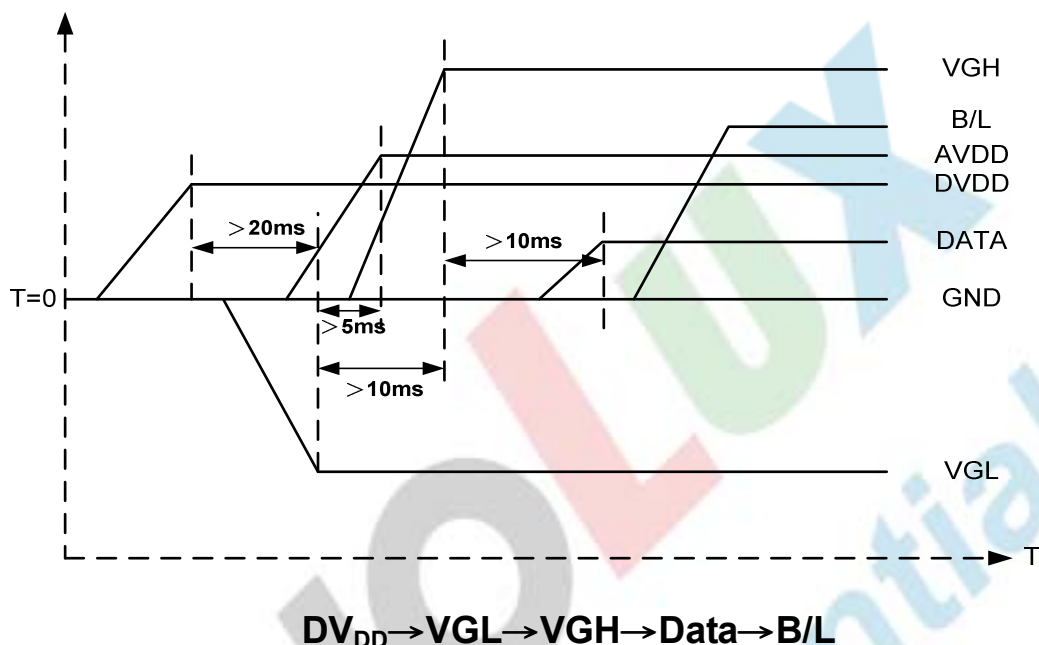 VGH
B/L
AVDD
DVDD
>20ms
>10ms
DATA
T=0
GND
>5ms
>10ms
VGL
T
DVDD→VGL→VGH→Data→B/L